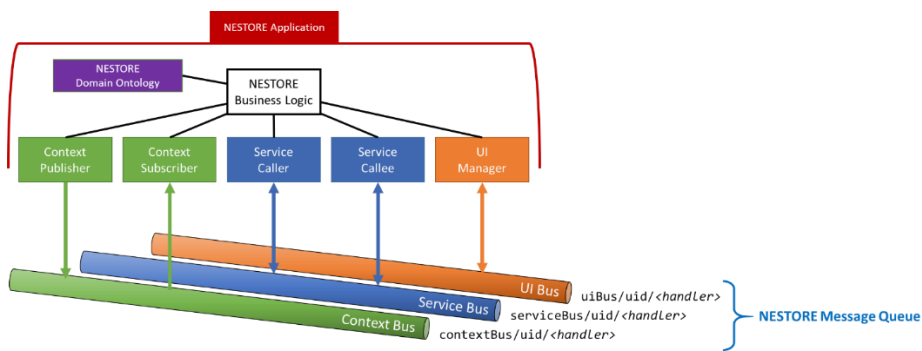 NESTORE Application
NESTORE
Domain Ontology
NESTORE
Business Logic
Context
Publisher
Context
Subscriber
Service
Caller
Service
Callee
UI
Manager
UI Bus
uiBus/uid/<handler>
Service Bus
serviceBus/uid/<handler>
Context Bus
contextBus/uid/<handler>
NESTORE Message Queue